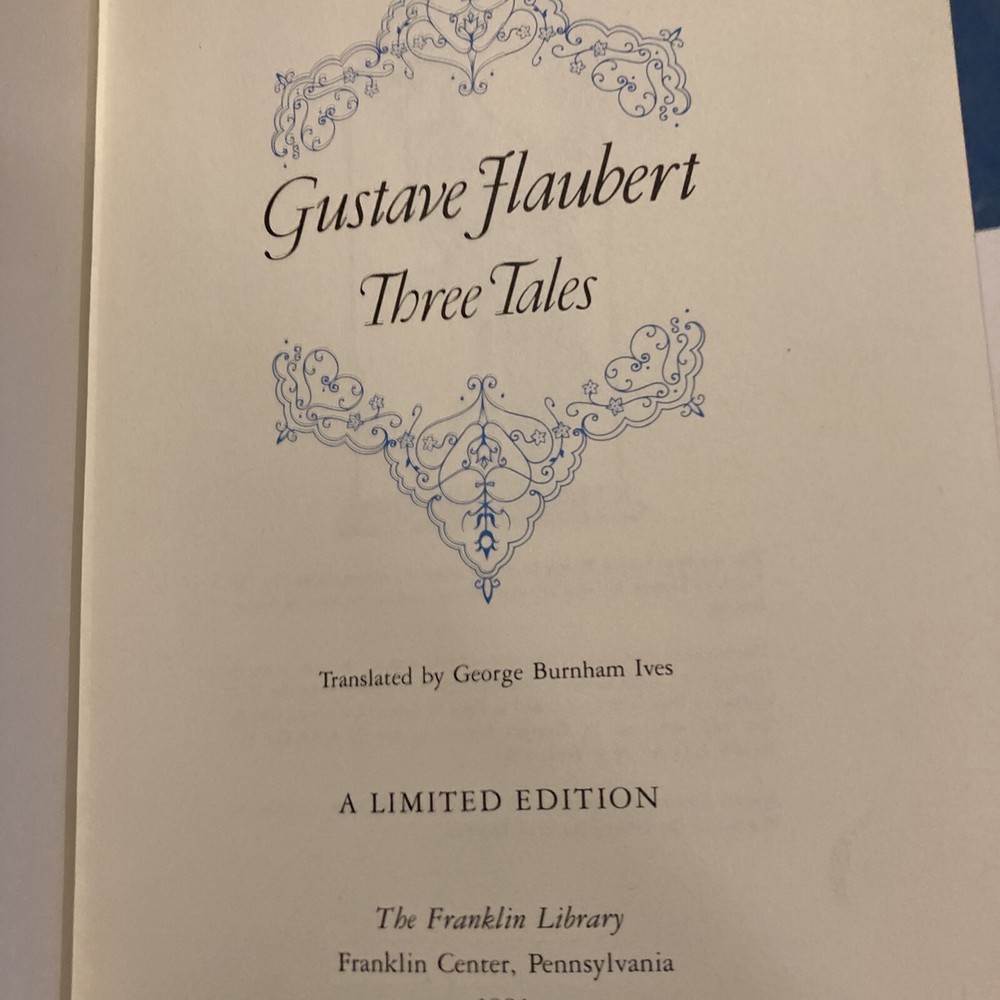 Gustave Flaubert
Three Tales
Translated by George Burnham Ives
A LIMITED EDITION
The Franklin Library
Franklin Center, Pennsylvania